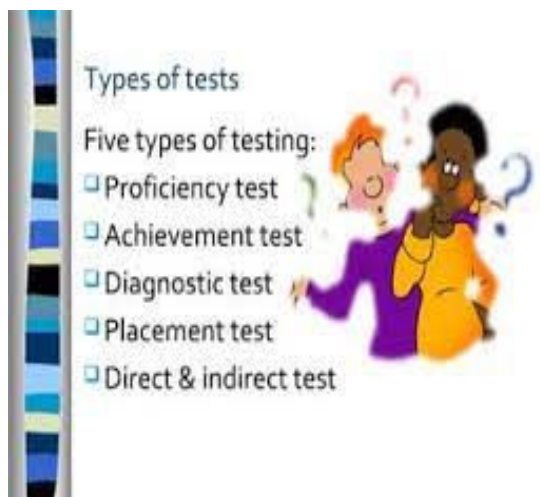 Types of tests
Five types of testing:
Proficiency test
Achievement test
Diagnostic test
Placement test
Direct & indirect test